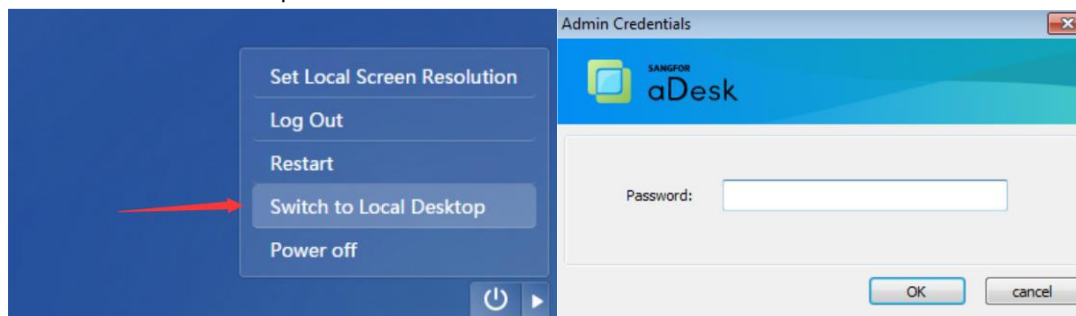 Set Local Screen Resolution
Log Out
Restart
Switch to Local Desktop
Power off
Admin Credentials
SANGFOR
aDesk
Password:
OK
cancel